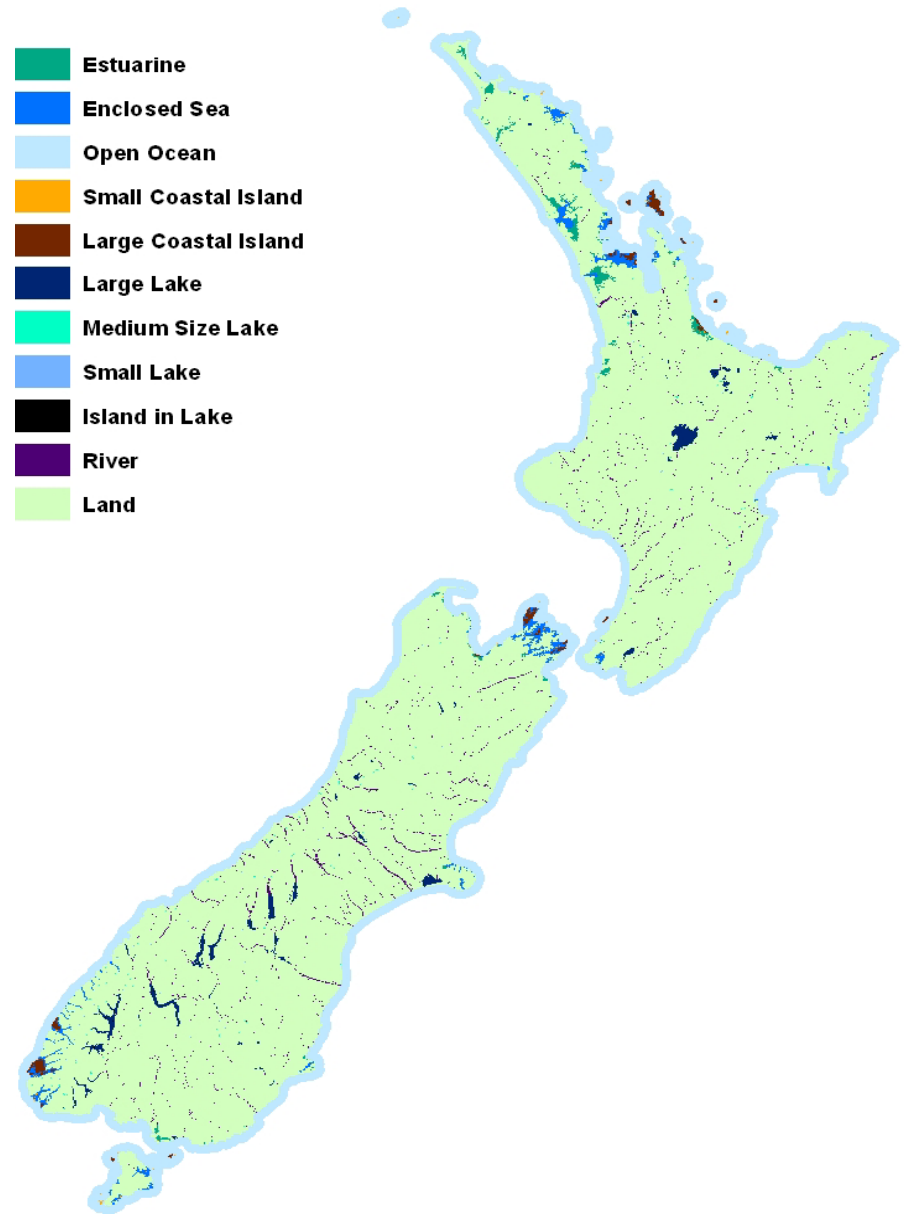 Estuarine
Enclosed Sea
Open Ocean
Small Coastal Island
Large Coastal Island
Large Lake
Medium Size Lake
Small Lake
Island in Lake
River
Land